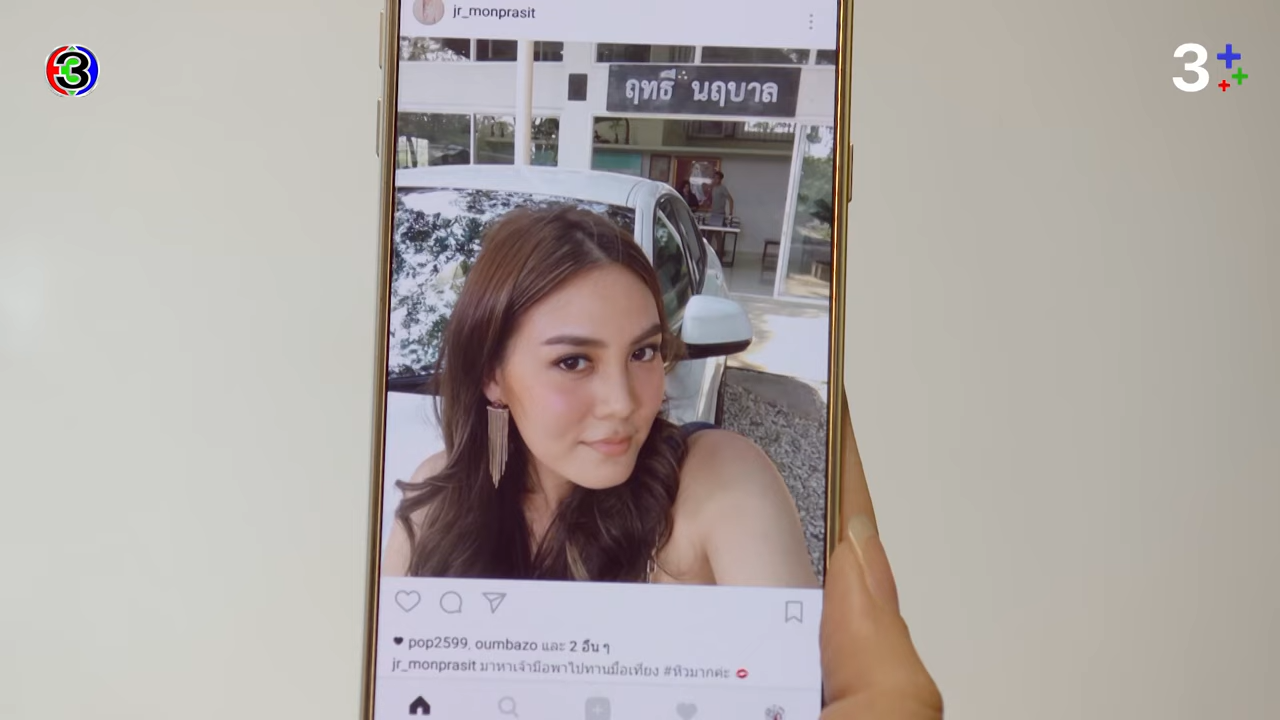 jr_monprasit
3
3
ฤทธิ์ นฤบาล
pop2599, oumbazo และ 2 อื่น ๆ
jr_monprasit มาหาเจ้ามือพาไปทานมื้อเที่ยง #หิวมากค่ะ